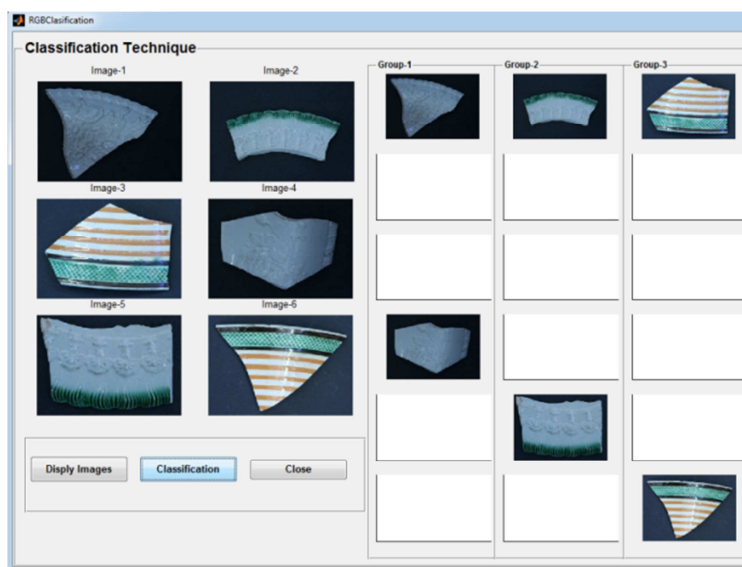 RGBClasification
Classification Technique
Image-1
Image-2
Image-3
Image-4
Image-5
Image-6
Disply Images
Classification
Close
Group-1
Group-2
Group-3